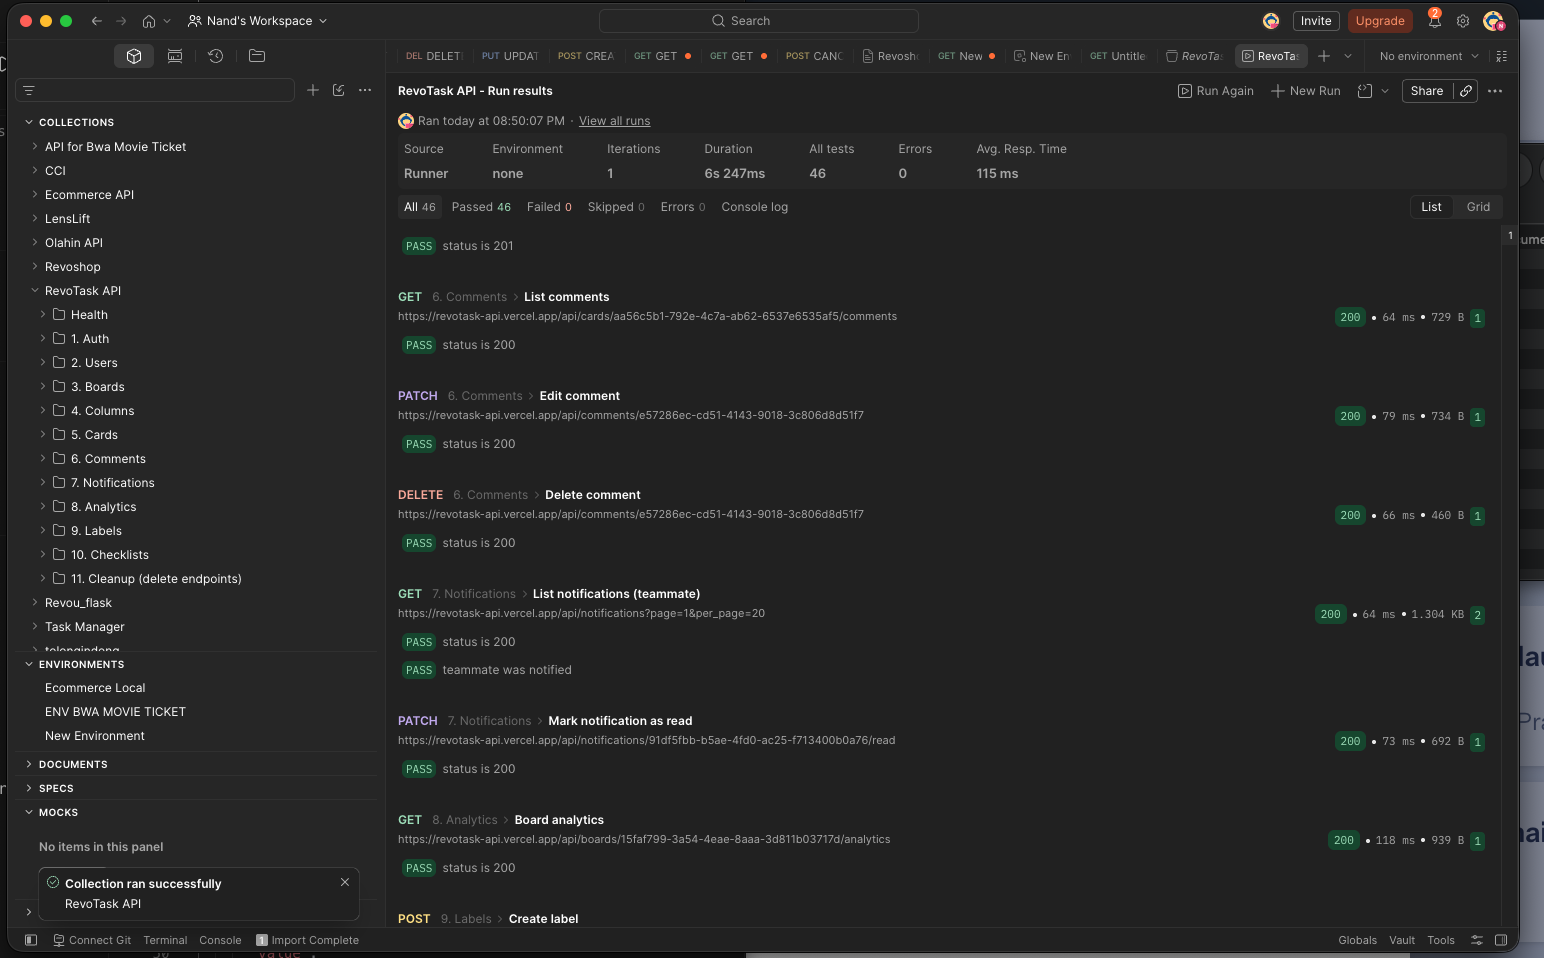 Nand's Workspace
Search
Invite
Upgrade
2
DEL DELET
PUT UPDAT
POST CREA
GET GET
GET GET
POST CANC
Revosh
GET New
New En
GET Untitle
RevoTas
RevoTas
No environment
COLLECTIONS
API for Bwa Movie Ticket
CCI
Ecommerce API
LensLift
Olahin API
Revoshop
RevoTask API
Health
1. Auth
2. Users
3. Boards
4. Columns
5. Cards
6. Comments
7. Notifications
8. Analytics
9. Labels
10. Checklists
11. Cleanup (delete endpoints)
Revou_flask
Task Manager
ENVIRONMENTS
Ecommerce Local
ENV BWA MOVIE TICKET
New Environment
DOCUMENTS
SPECS
MOCKS
No items in this panel
Collection ran successfully
RevoTask API
RevoTask API - Run results
Run Again
New Run
Share
Ran today at 08:50:07 PM · View all runs
Source Environment Iterations Duration All tests Errors Avg. Resp. Time
Runner none 1 6s 247ms 46 0 115 ms
All 46 Passed 46 Failed 0 Skipped 0 Errors 0 Console log
List Grid
1
PASS status is 201
GET 6. Comments > List comments
https://revotask-api.vercel.app/api/cards/aa56c5b1-792e-4c7a-ab62-6537e6535af5/comments
200 • 64 ms • 729 B 1
PASS status is 200
PATCH 6. Comments > Edit comment
https://revotask-api.vercel.app/api/comments/e57286ec-cd51-4143-9018-3c806d8d51f7
200 • 79 ms • 734 B 1
PASS status is 200
DELETE 6. Comments > Delete comment
https://revotask-api.vercel.app/api/comments/e57286ec-cd51-4143-9018-3c806d8d51f7
200 • 66 ms • 460 B 1
PASS status is 200
GET 7. Notifications > List notifications (teammate)
https://revotask-api.vercel.app/api/notifications?page=1&per_page=20
200 • 64 ms • 1.304 KB 2
PASS status is 200
PASS teammate was notified
PATCH 7. Notifications > Mark notification as read
https://revotask-api.vercel.app/api/notifications/91df5fbb-b5ae-4fd0-ac25-f713400b0a76/read
200 • 73 ms • 692 B 1
PASS status is 200
GET 8. Analytics > Board analytics
https://revotask-api.vercel.app/api/boards/15faf799-3a54-4eae-8aaa-3d811b03717d/analytics
200 • 118 ms • 939 B 1
PASS status is 200
POST 9. Labels > Create label
Connect Git
Terminal
Console
1 Import Complete
Globals
Vault
Tools